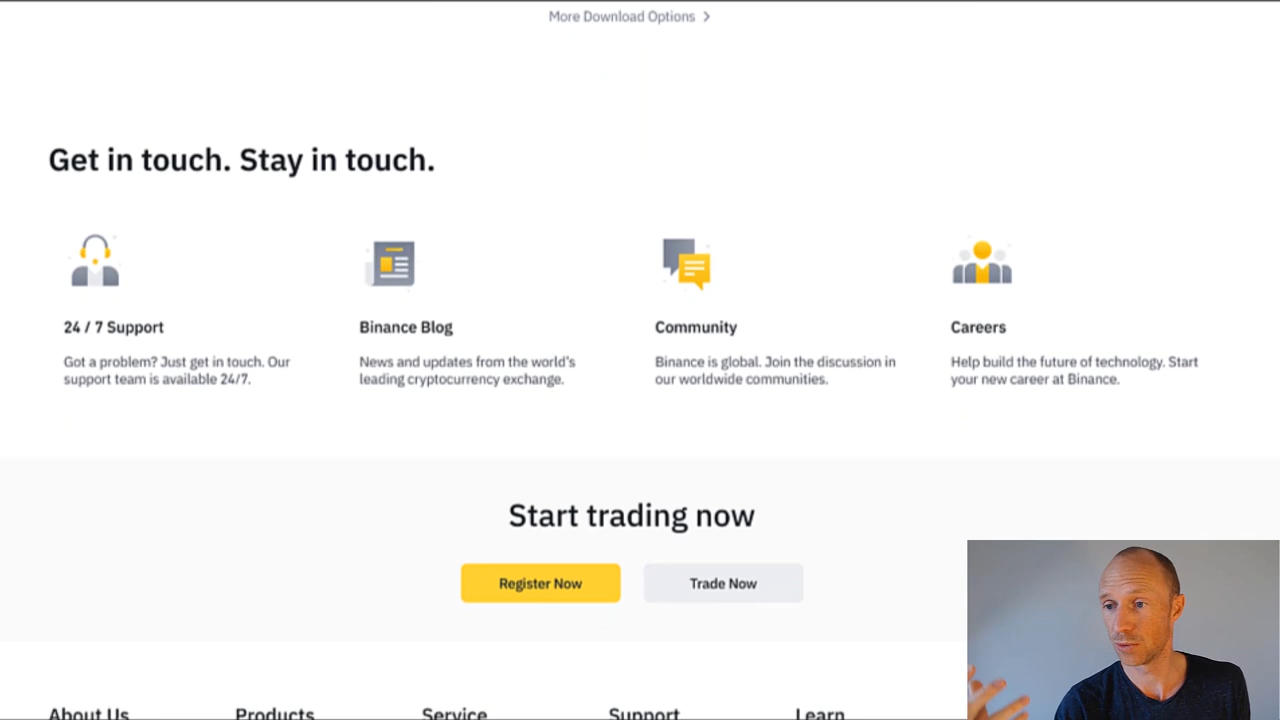 More Download Options
Get in touch. Stay in touch.
24 / 7 Support
Got a problem? Just get in touch. Our
support team is available 24/7.
Binance Blog
News and updates from the world's
leading cryptocurrency exchange.
Community
Binance is global. Join the discussion in
our worldwide communities.
Careers
Help build the future of technology. Start
your new career at Binance.
Start trading now
Register Now
Trade Now
About Us
Products
Service
Support
Learn